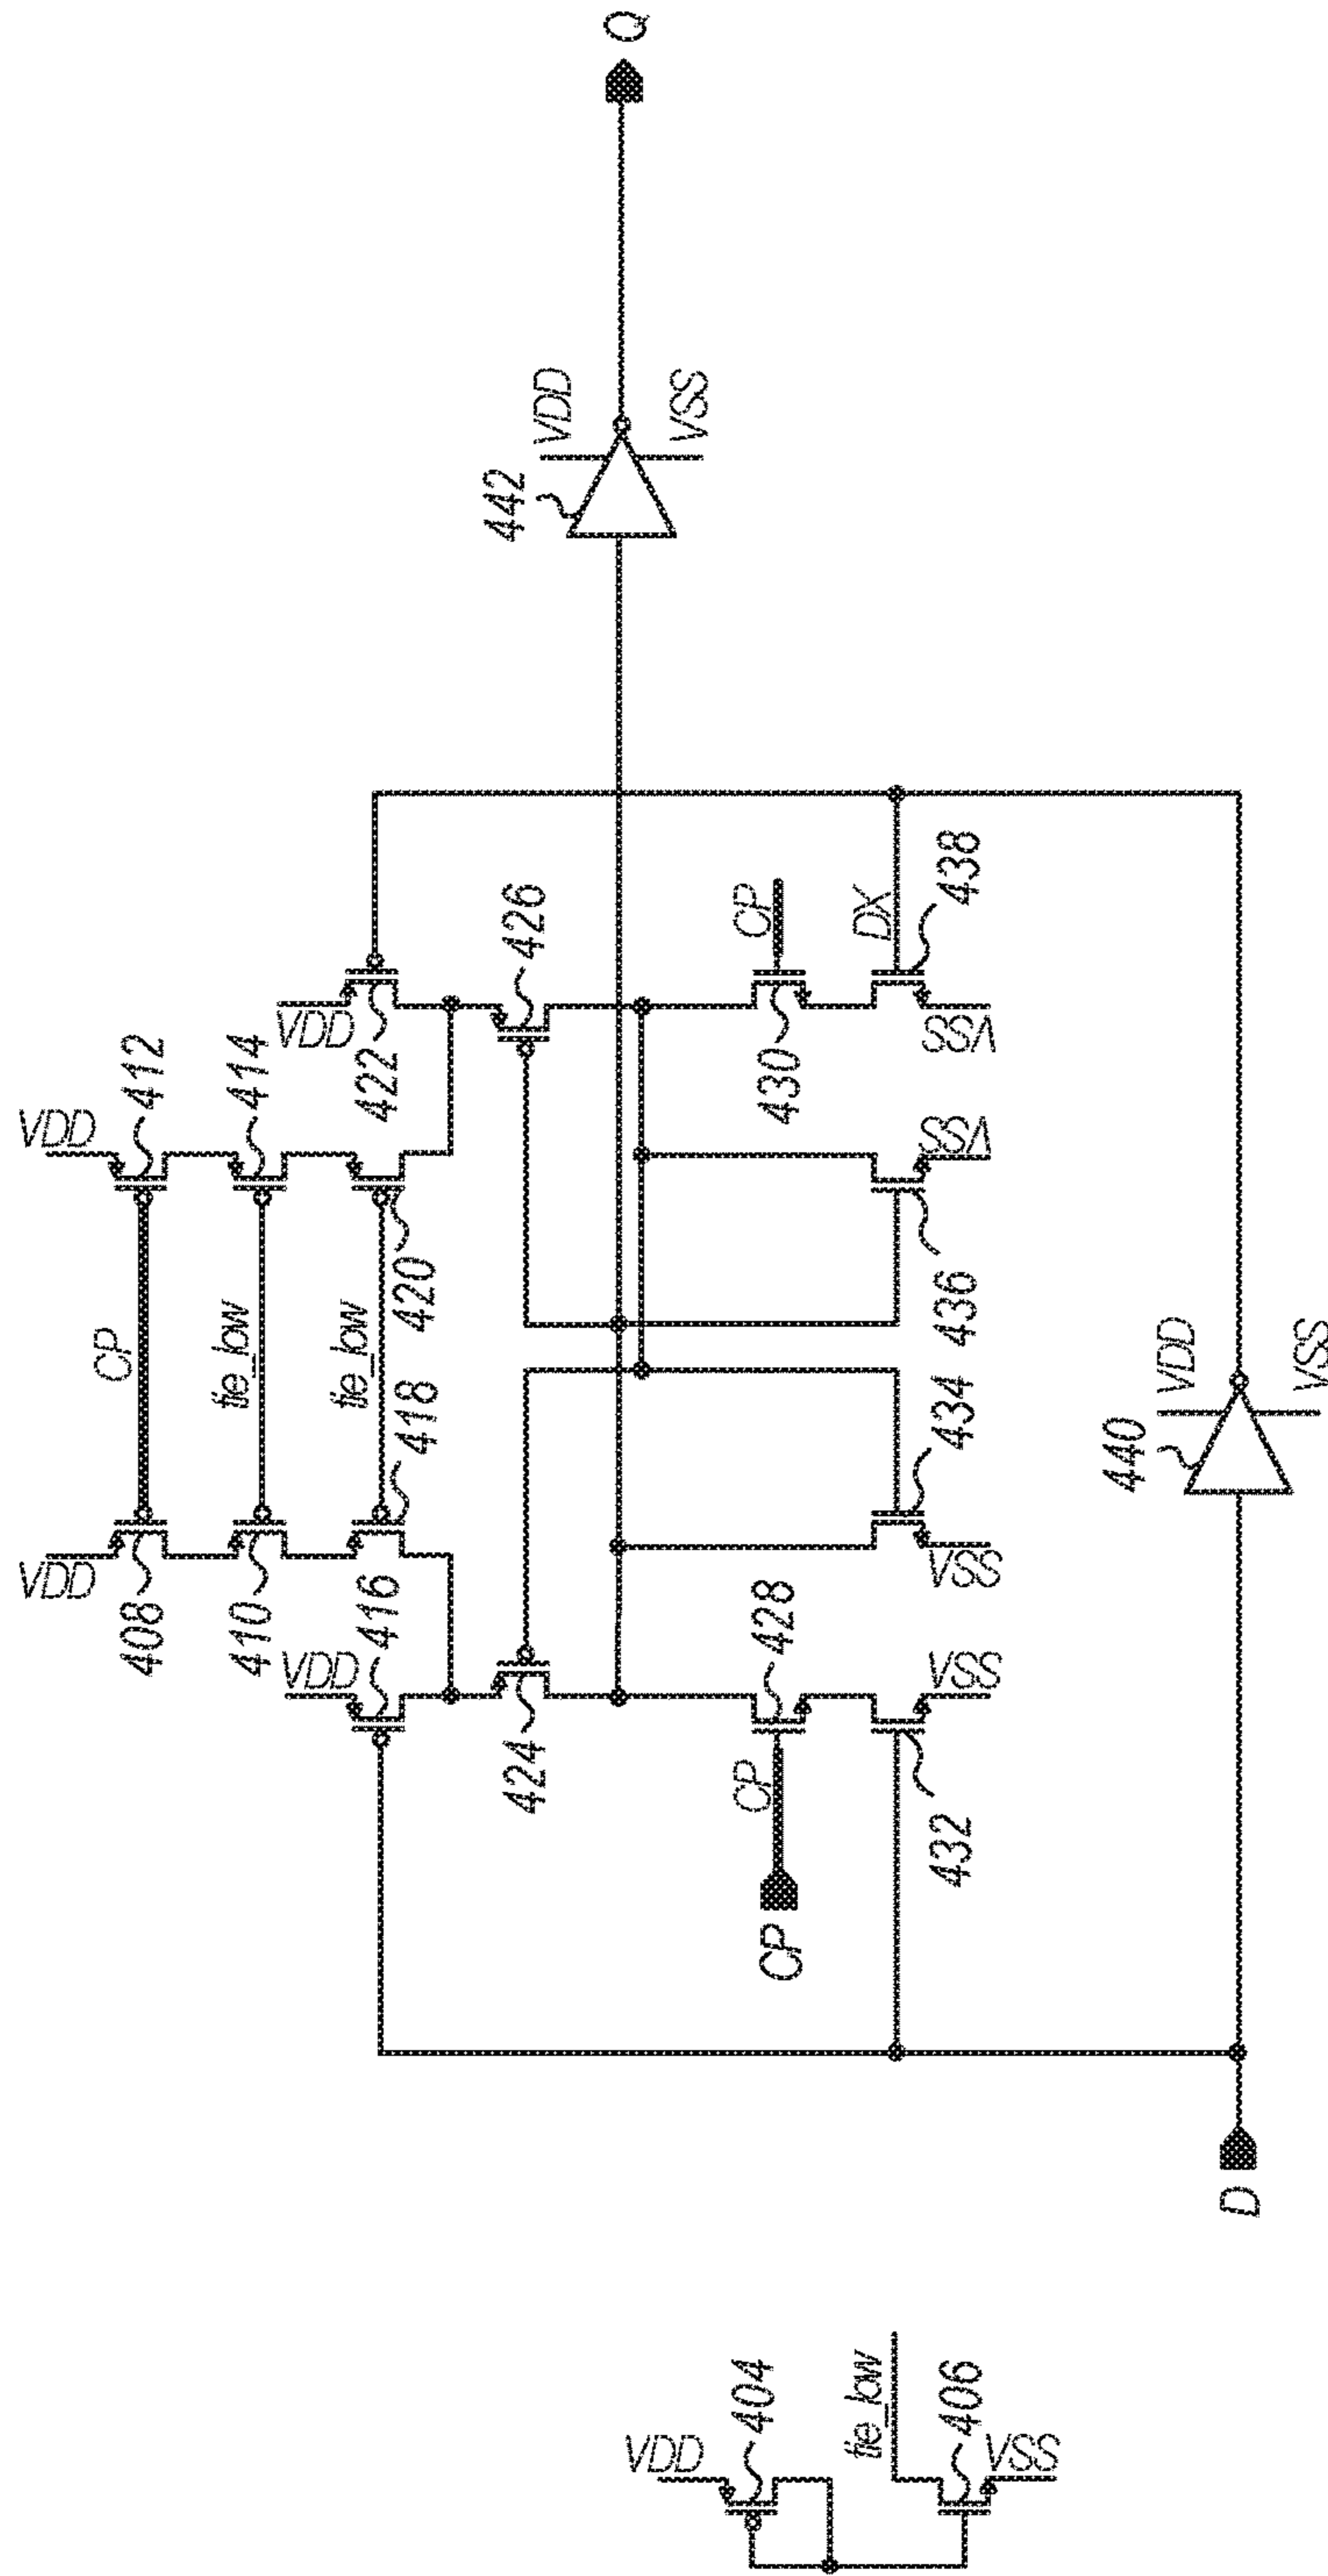 VDD
VDD
408
CP
412
410
tie_low
414
VDD
416
418
tie_low
420
422
VDD
424
426
442
VDD
VSS
Q
VDD
404
CP
CP
428
430
CP
tie_low
406
VSS
432
VSS
VSS
434
436
VSS
VSS
DX
438
D
440
VDD
VSS